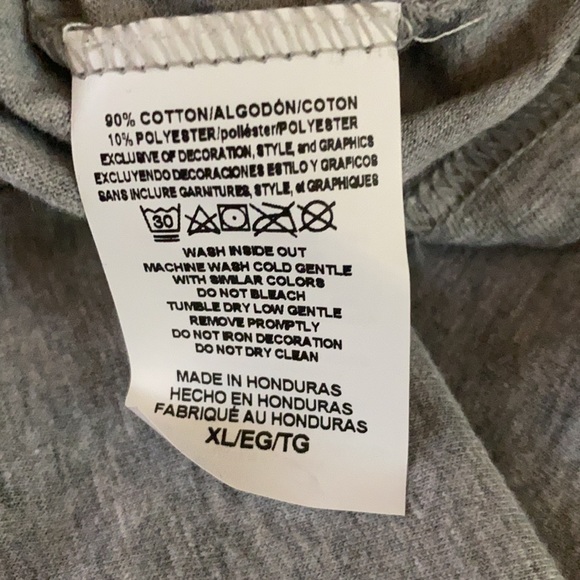 90% COTTON/ALGODÓN/COTON
10% POLYESTER/poliéster/POLYESTER
EXCLUSIVE OF DECORATION, STYLE, and GRAPHICS
EXCLUYENDO DECORACIONES ESTILO Y GRAFICOS
SANS INCLURE GARNITURES, STYLE, et GRAPHIQUES
30
WASH INSIDE OUT
MACHINE WASH COLD GENTLE
WITH SIMILAR COLORS
DO NOT BLEACH
TUMBLE DRY LOW GENTLE
REMOVE PROMPTLY
DO NOT IRON DECORATION
DO NOT DRY CLEAN
MADE IN HONDURAS
HECHO EN HONDURAS
FABRIQUÉ AU HONDURAS
XL/EG/TG